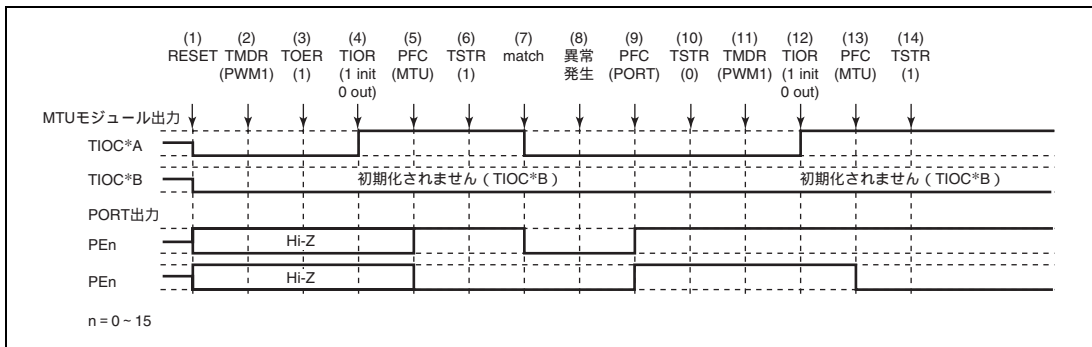 (1) (2) (3) (4) (5) (6) (7) (8) (9) (10) (11) (12) (13) (14)
RESET TMDR TOER TIOR PFC TSTR match 異常 PFC TSTR TMDR TIOR PFC TSTR
(PWM1) (1) (1 init (MTU) (1) 発生 (PORT) (0) (PWM1) (1 init (MTU) (1)
0 out) 0 out)
MTUモジュール出力
TIOC*A
TIOC*B 初期化されません（TIOC*B） 初期化されません（TIOC*B）
PORT出力
PEn Hi-Z
PEn Hi-Z
n = 0 ~ 15